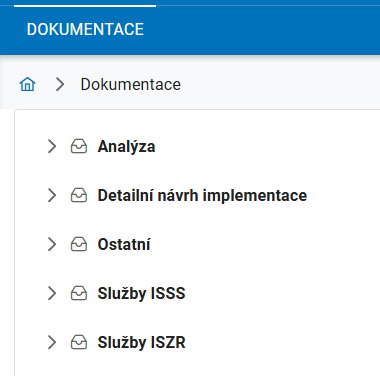 DOKUMENTACE
Dokumentace
Analýza
Detailní návrh implementace
Ostatní
Služby ISSS
Služby ISZR